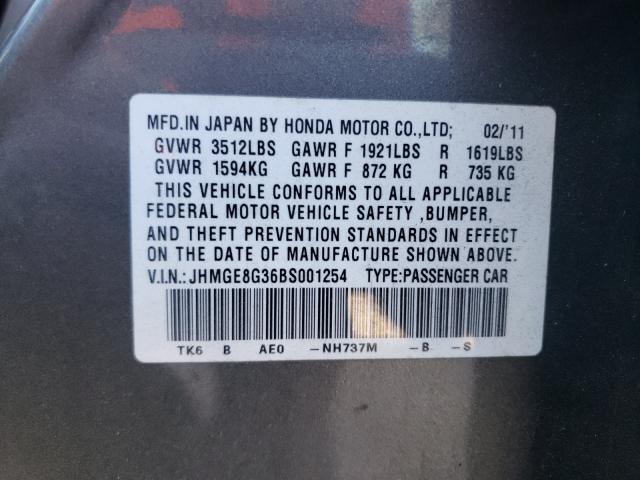 MFD.IN JAPAN BY HONDA MOTOR CO.,LTD; 02/'11
GVWR 3512LBS GAWR F 1921LBS R 1619LBS
GVWR 1594KG GAWR F 872 KG R 735 KG
THIS VEHICLE CONFORMS TO ALL APPLICABLE
FEDERAL MOTOR VEHICLE SAFETY ,BUMPER,
AND THEFT PREVENTION STANDARDS IN EFFECT
ON THE DATE OF MANUFACTURE SHOWN ABOVE.
V.I.N.: JHMGE8G36BS001254 TYPE:PASSENGER CAR
TK6 B AE0 -NH737M -B -S